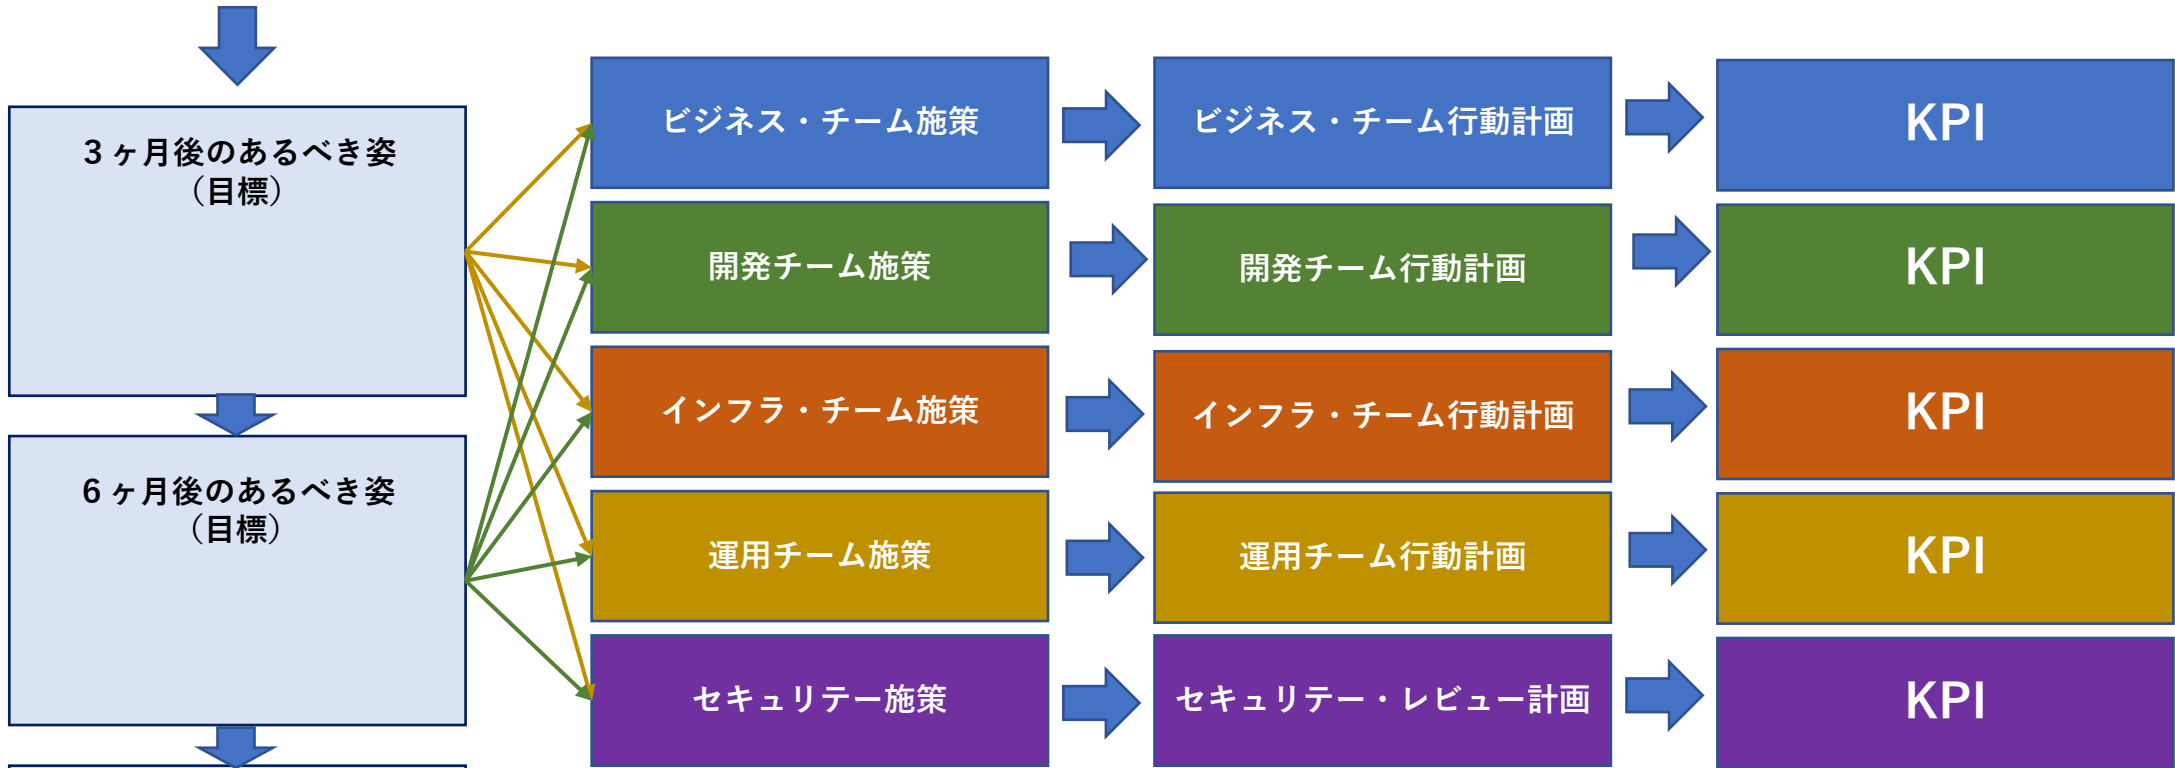 ３ヶ月後のあるべき姿
（目標）
６ヶ月後のあるべき姿
（目標）
ビジネス・チーム施策
ビジネス・チーム行動計画
KPI
開発チーム施策
開発チーム行動計画
KPI
インフラ・チーム施策
インフラ・チーム行動計画
KPI
運用チーム施策
運用チーム行動計画
KPI
セキュリテー施策
セキュリテー・レビュー計画
KPI